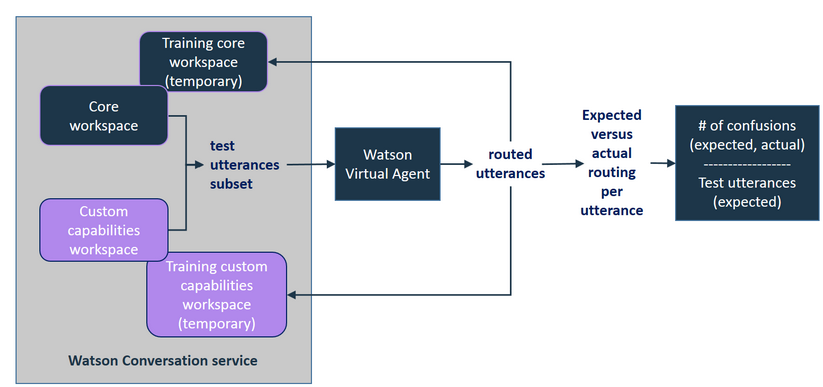 Training core
workspace
(temporary)
Core
workspace
test
utterances
subset
Custom
capabilities
workspace
Training custom
capabilities
workspace
(temporary)
Watson Conversation service
Watson
Virtual Agent
routed
utterances
Expected
versus
actual
routing
per
utterance
# of confusions
(expected, actual)
------------------
Test utterances
(expected)